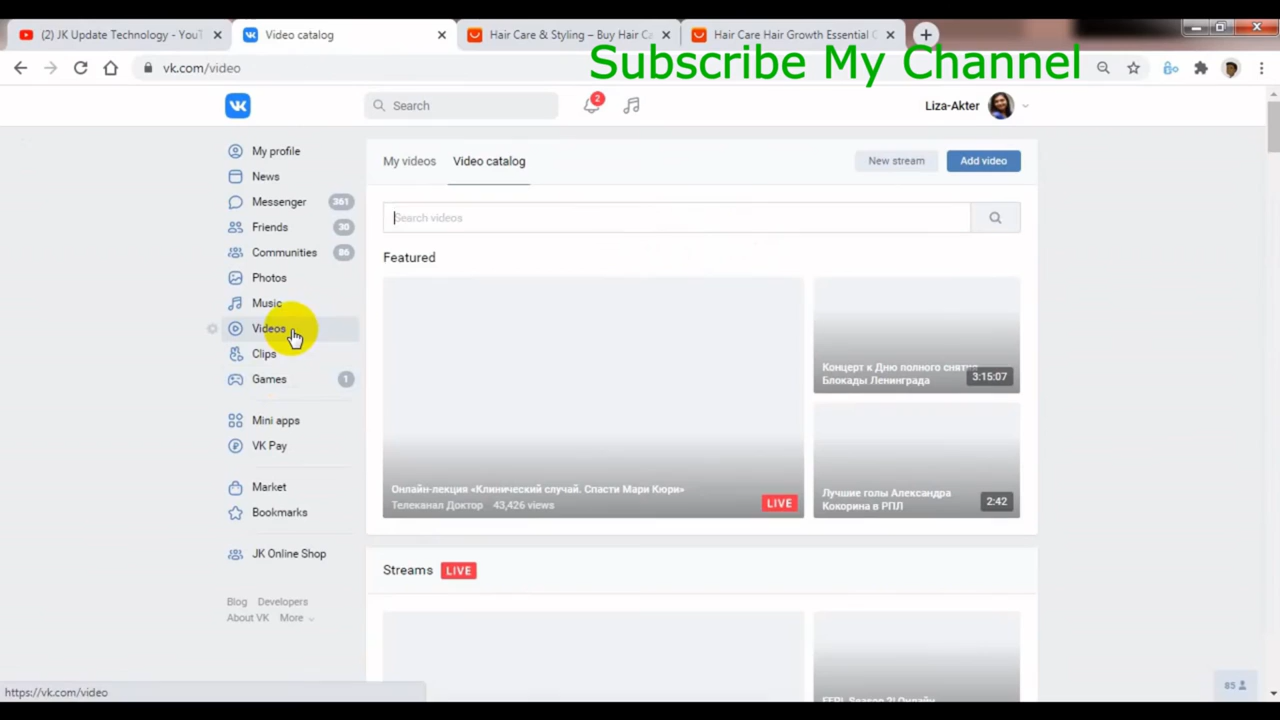 (2) JK Update Technology - YouT
Video catalog
Hair Care & Styling – Buy Hair Ca
Hair Care Hair Growth Essential O
Subscribe My Channel
vk.com/video
Search
2
Liza-Akter
My profile
News
Messenger 361
Friends 30
Communities 86
Photos
Music
Videos
Clips
Games 1
Mini apps
VK Pay
Market
Bookmarks
JK Online Shop
Blog Developers
About VK More
My videos Video catalog
New stream Add video
Search videos
Featured
Онлайн-лекция «Клинический случай. Спасти Мари Кюри»
Телеканал Доктор 43,426 views
LIVE
Концерт к Дню полного снятия
Блокады Ленинграда
3:15:07
Лучшие голы Александра
Кокорина в РПЛ
2:42
Streams LIVE
https://vk.com/video
85